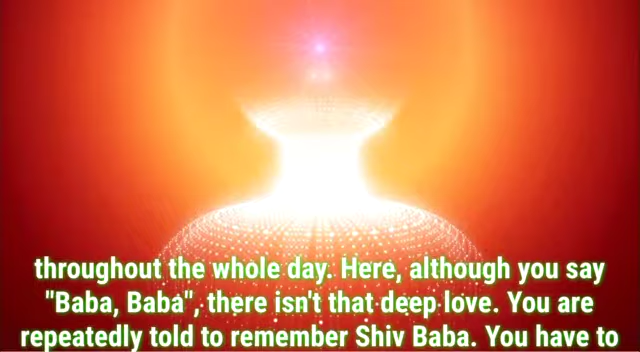 throughout the whole day. Here, although you say
"Baba, Baba", there isn't that deep love. You are
repeatedly told to remember Shiv Baba. You have to